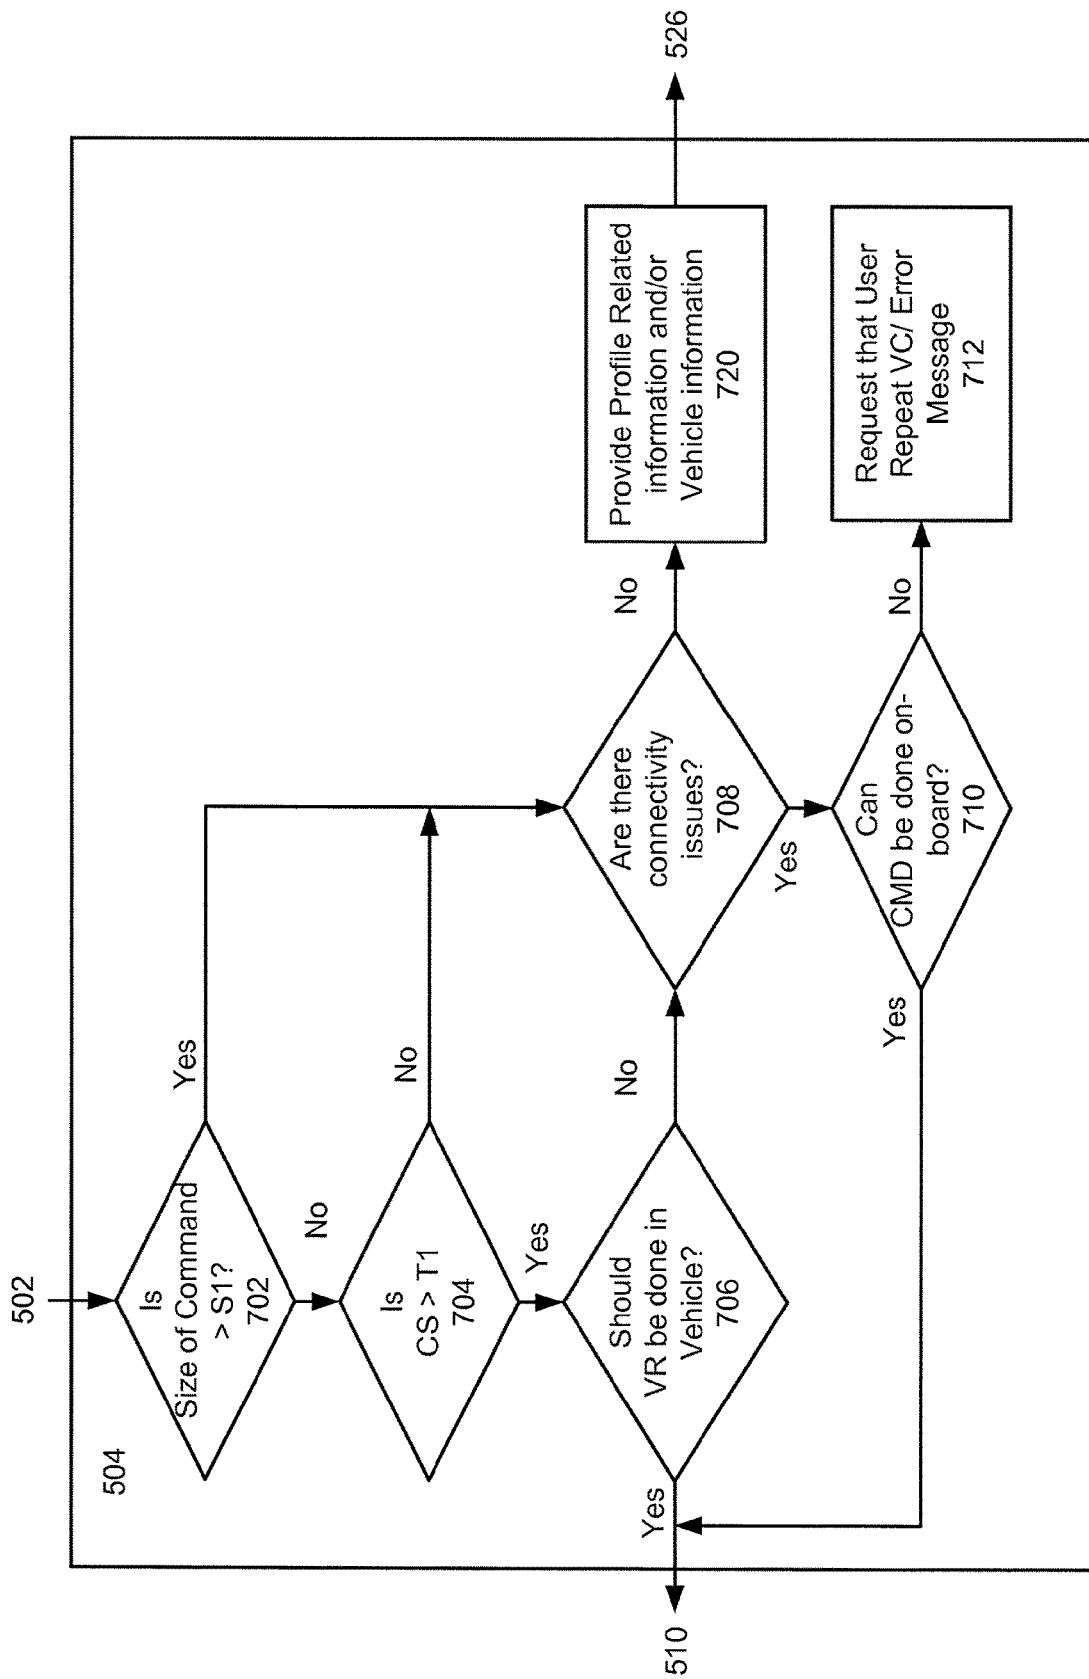 502
504
Is
Size of Command
> S1?
702
Yes
No
Is
CS > T1
704
No
Yes
Should
VR be done in
Vehicle?
706
Yes
510
No
Are there
connectivity
issues?
708
No
Provide Profile Related
information and/or
Vehicle information
720
526
Yes
Can
CMD be done on-
board?
710
Yes
No
Request that User
Repeat VC/ Error
Message
712